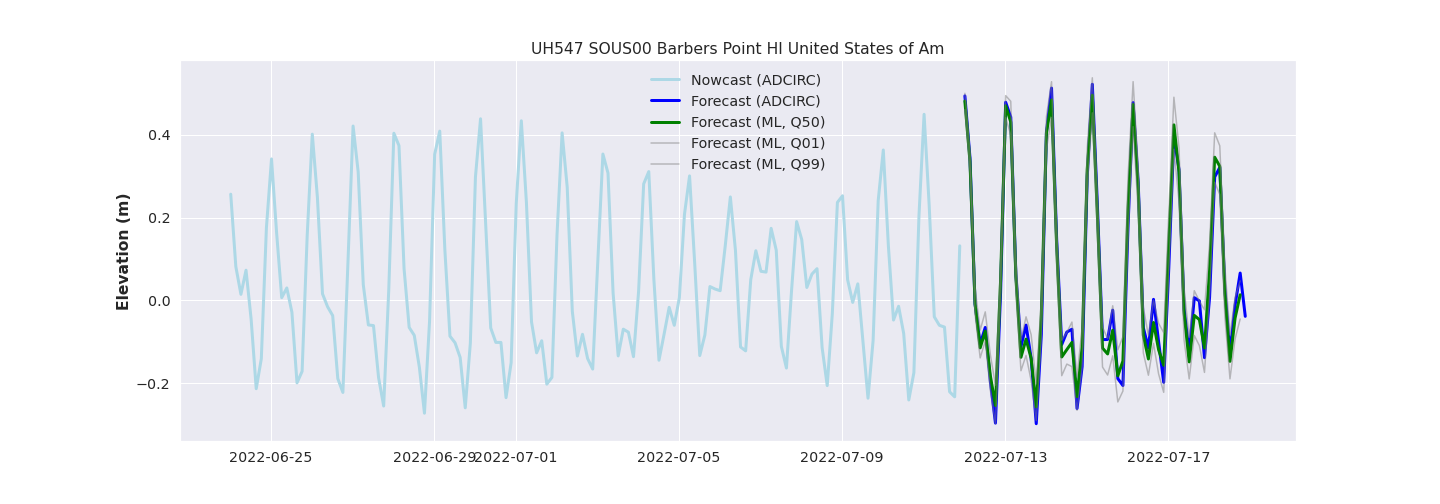 UH547 SOUS00 Barbers Point HI United States of Am
Nowcast (ADCIRC)
Forecast (ADCIRC)
Forecast (ML, Q50)
Forecast (ML, Q01)
Forecast (ML, Q99)
Elevation (m)
0.4
0.2
0.0
−0.2
2022-06-25
2022-06-29
2022-07-01
2022-07-05
2022-07-09
2022-07-13
2022-07-17